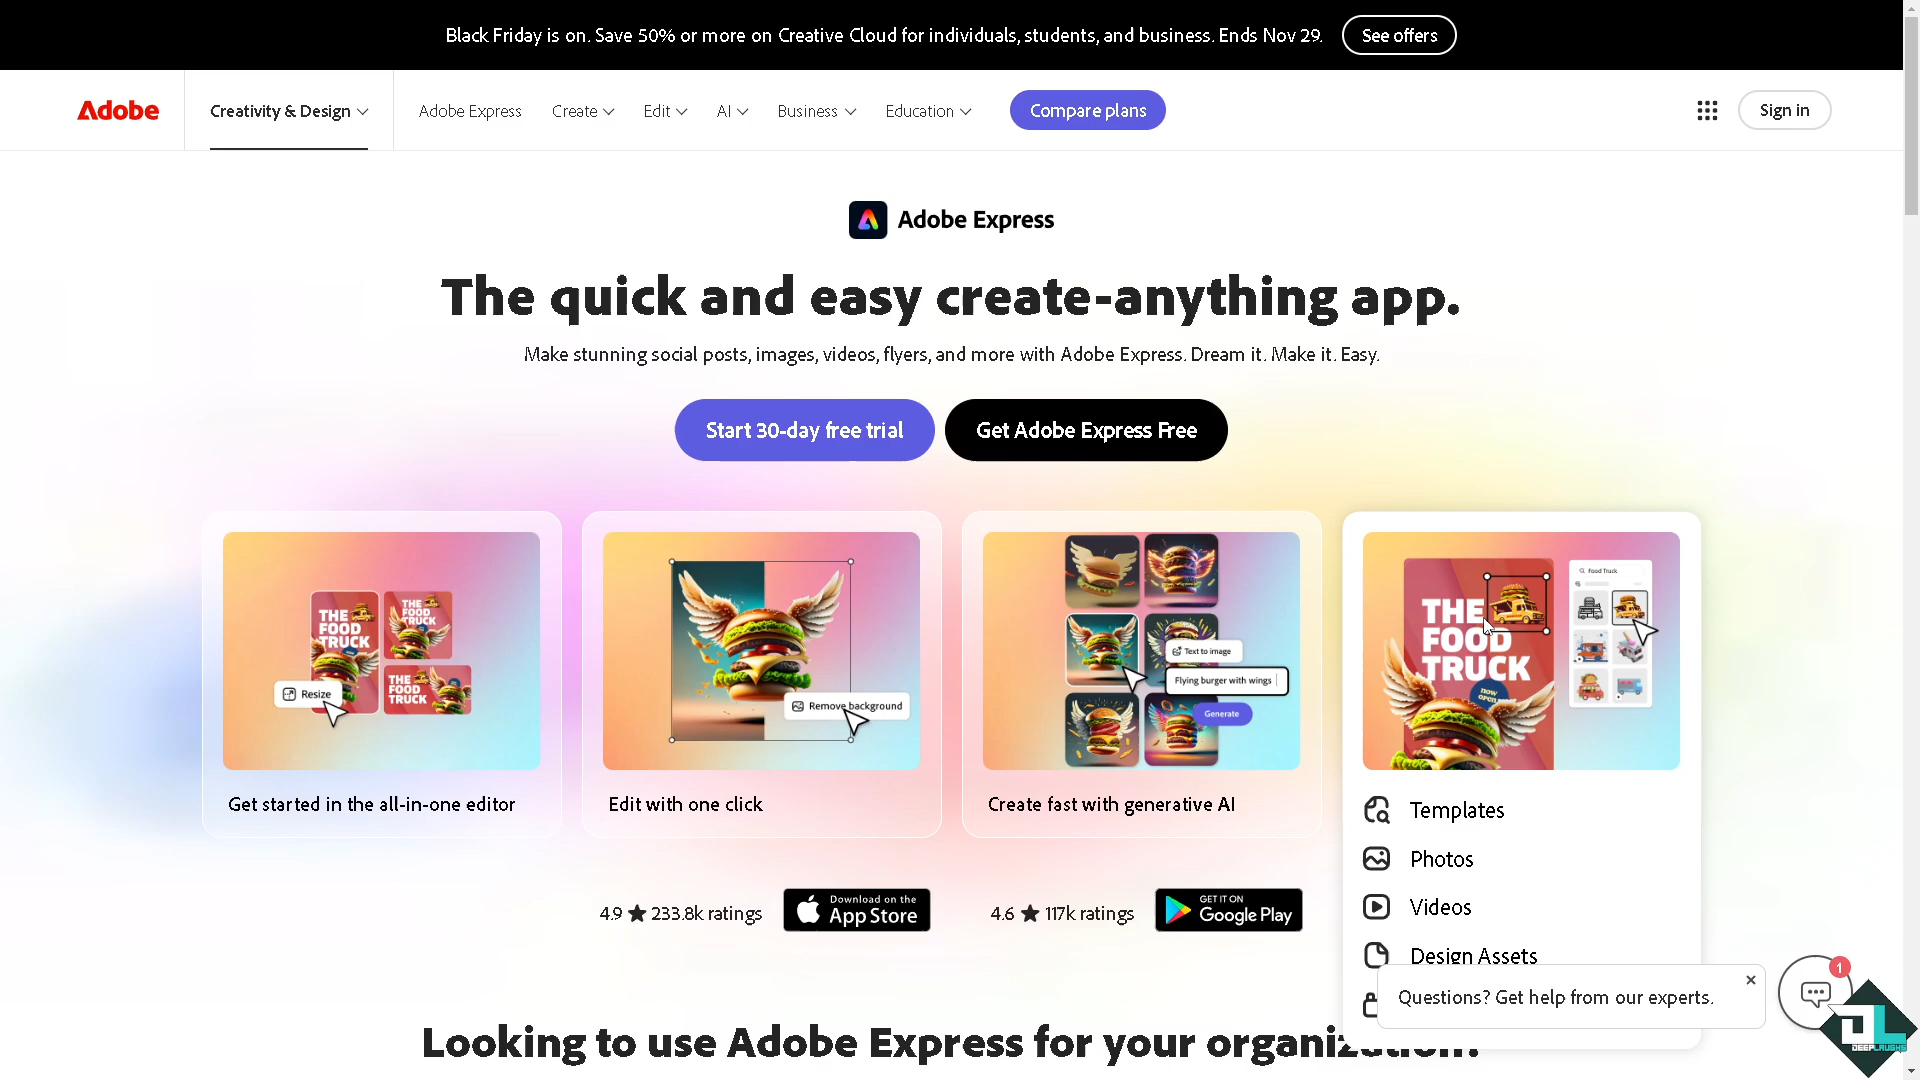 Black Friday is on. Save 50% or more on Creative Cloud for individuals, students, and business. Ends Nov 29. See offers
Adobe Creativity & Design Adobe Express Create Edit AI Business Education Compare plans Sign in
Adobe Express
The quick and easy create-anything app.
Make stunning social posts, images, videos, flyers, and more with Adobe Express. Dream it. Make it. Easy.
Start 30-day free trial Get Adobe Express Free
THE FOOD TRUCK
THE FOOD TRUCK
THE FOOD TRUCK
Resize
Get started in the all-in-one editor
Remove background
Edit with one click
Text to image
Flying burger with wings
Generate
Create fast with generative AI
Food Truck
THE
FOOD
TRUCK
now open
Templates
Photos
Videos
Design Assets
4.9 ★ 233.8k ratings
Download on the
App Store
4.6 ★ 117k ratings
GET IT ON
Google Play
1
Questions? Get help from our experts.
Looking to use Adobe Express for your organization?
DEEPLAUGHS